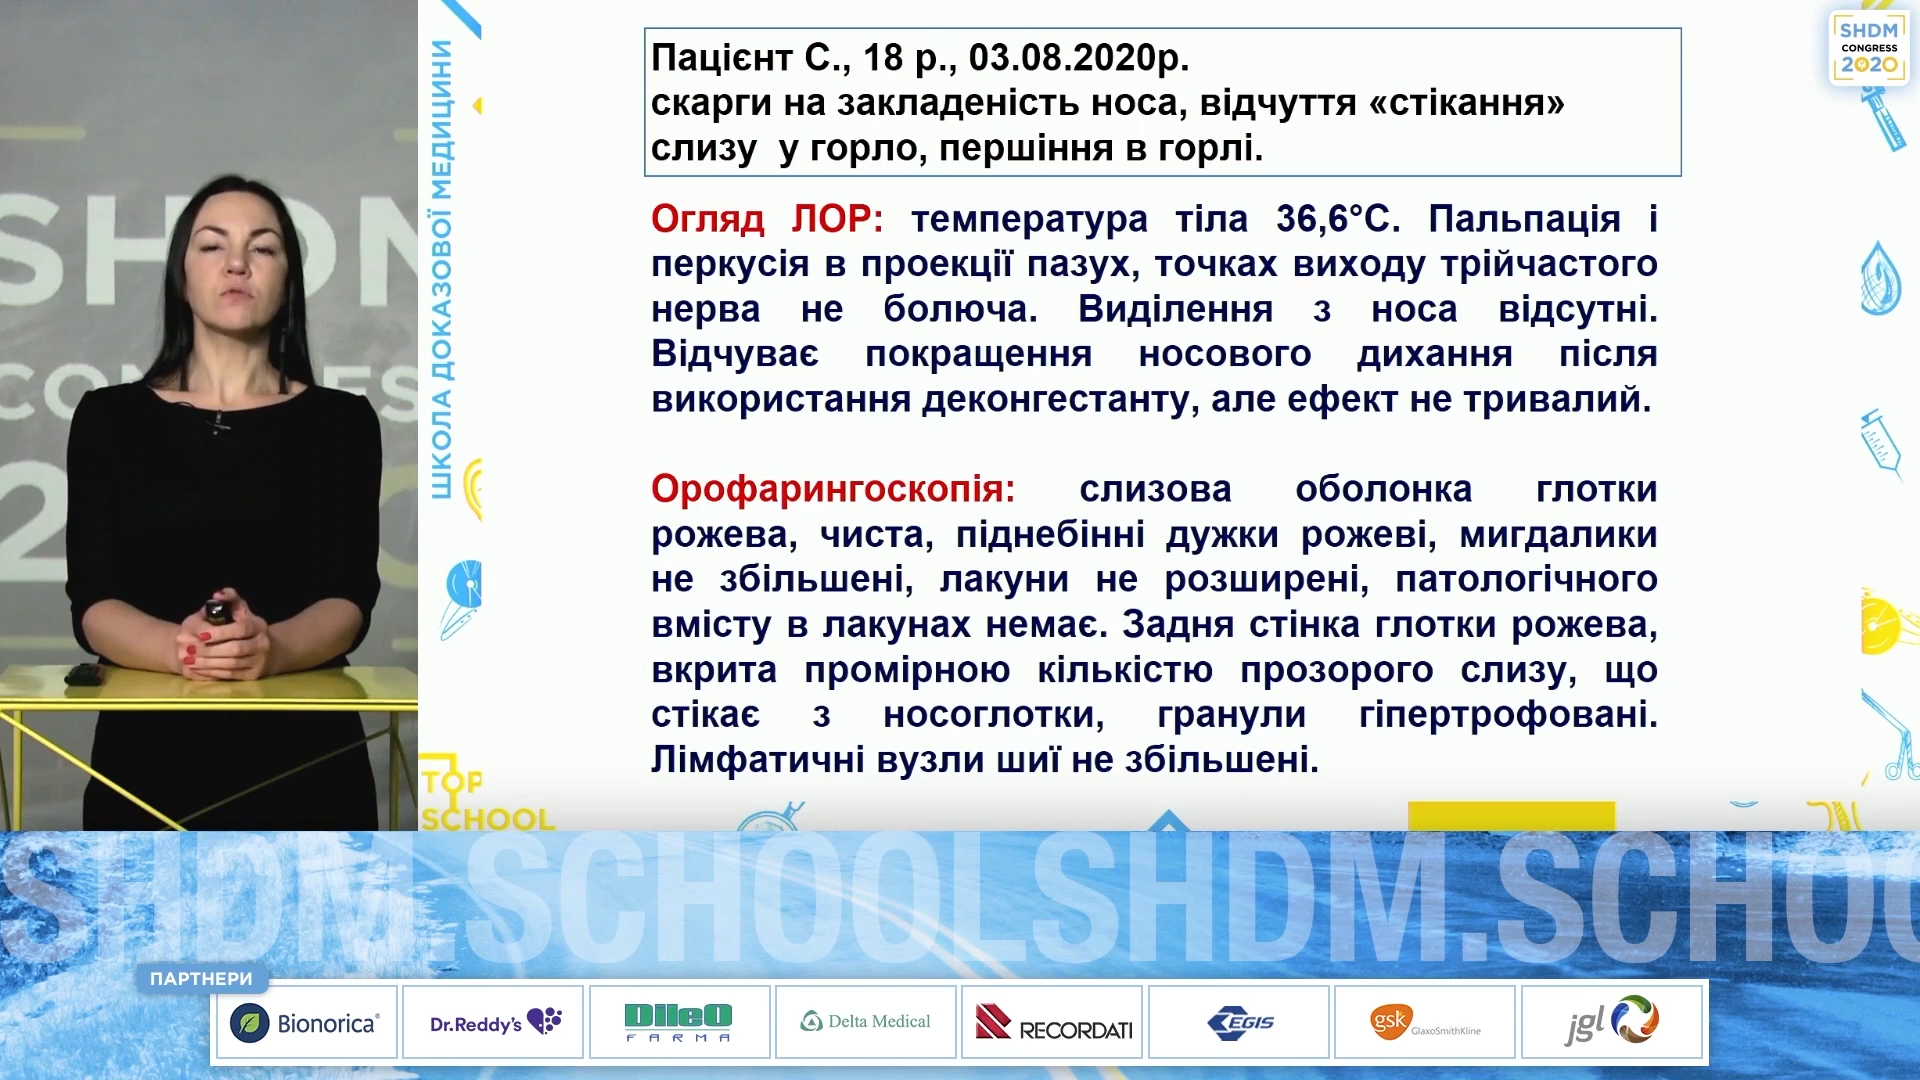 Пацієнт С., 18 р., 03.08.2020р.
скарги на закладеність носа, відчуття «стікання»
слизу у горло, першіння в горлі.
Огляд ЛОР: температура тіла 36,6°С. Пальпація і
перкусія в проекції пазух, точках виходу трійчастого
нерва не болюча. Виділення з носа відсутні.
Відчуває покращення носового дихання після
використання деконгестанту, але ефект не тривалий.
Орофарингоскопія: слизова оболонка глотки
рожева, чиста, піднебінні дужки рожеві, мигдалики
не збільшені, лакуни не розширені, патологічного
вмісту в лакунах немає. Задня стінка глотки рожева,
вкрита промірною кількістю прозорого слизу, що
стікає з носоглотки, гранули гіпертрофовані.
Лімфатичні вузли шиї не збільшені.
ШКОЛА ДОКАЗОВОЇ МЕДИЦИНИ
SHDM
CONGRESS
2020
TOP
SCHOOL
SHDM.SCHOOLSHDM.SCHOO
ПАРТНЕРИ
Bionorica
Dr.Reddy's
DileO
FARMA
Delta Medical
RECORDATI
EGIS
gsk
GlaxoSmithKline
jgl